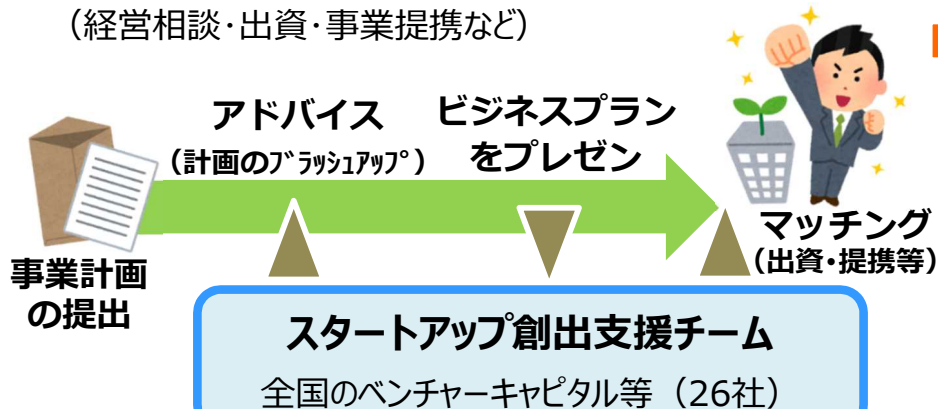 （経営相談・出資・事業提携など）
アドバイス
（計画のﾌﾞﾗｯｼｭｱｯﾌﾟ）
ビジネスプラン
をプレゼン
事業計画
の提出
マッチング
（出資・提携等）
スタートアップ創出支援チーム
全国のベンチャーキャピタル等（26社）